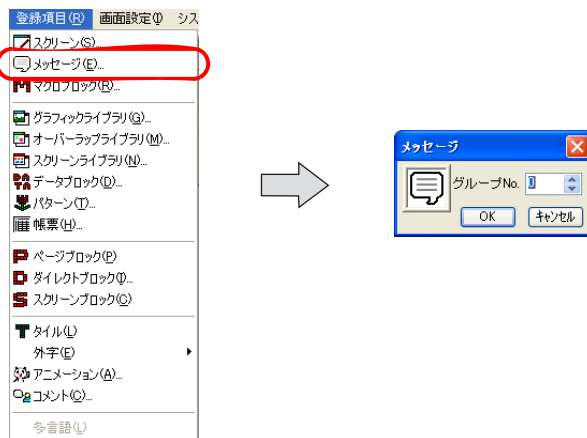 登録項目(R) 画面設定(I) シス
スクリーン(S)...
メッセージ(E)...
マクロブロック(R)...
グラフィックライブラリ(G)...
オーバーラップライブラリ(M)...
スクリーンライブラリ(N)...
データブロック(D)...
パターン(T)...
帳票(H)...
ページブロック(P)
ダイレクトブロック(I)...
スクリーンブロック(C)
タイル(L)
外字(F)
アニメーション(A)...
コメント(C)...
多言語(L)
メッセージ
グループNo. 0
OK キャンセル